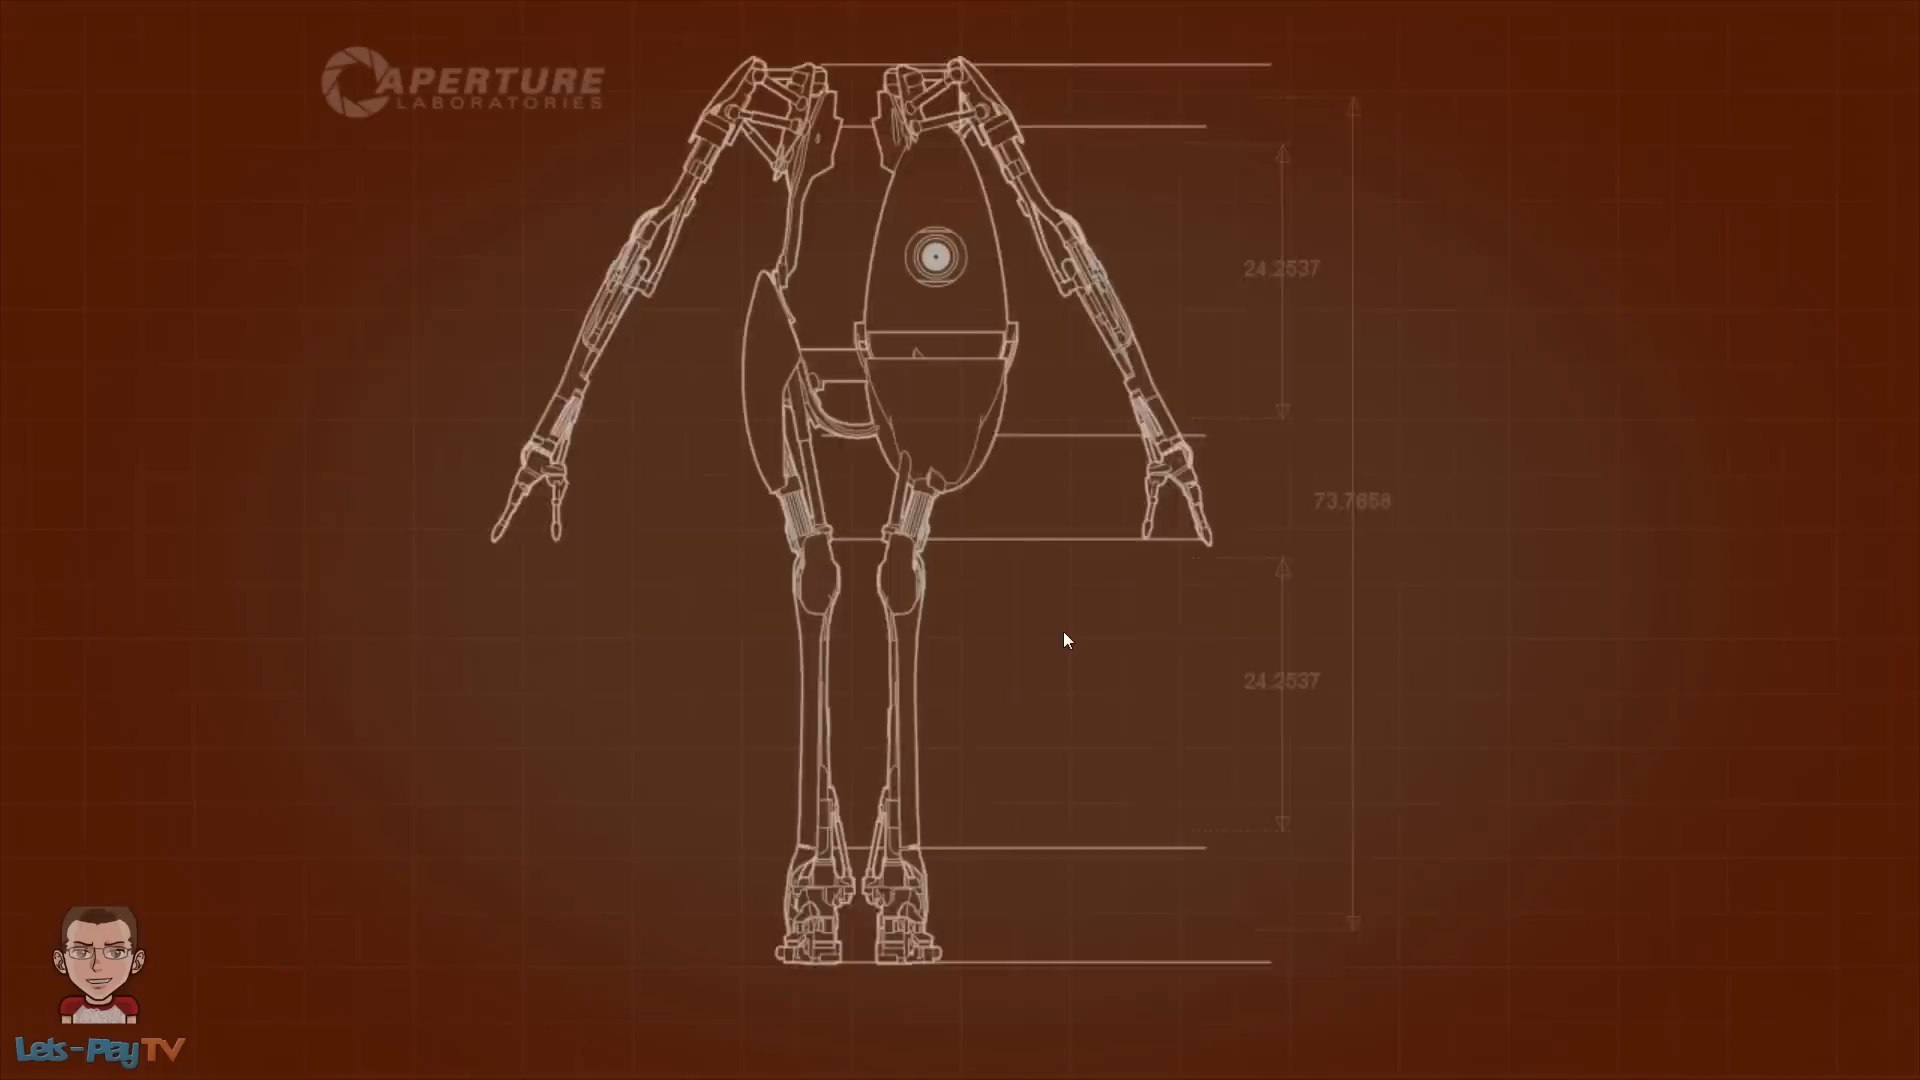 APERTURE
LABORATORIES
24.2537
73.7658
24.2537
Lets-PlayTV